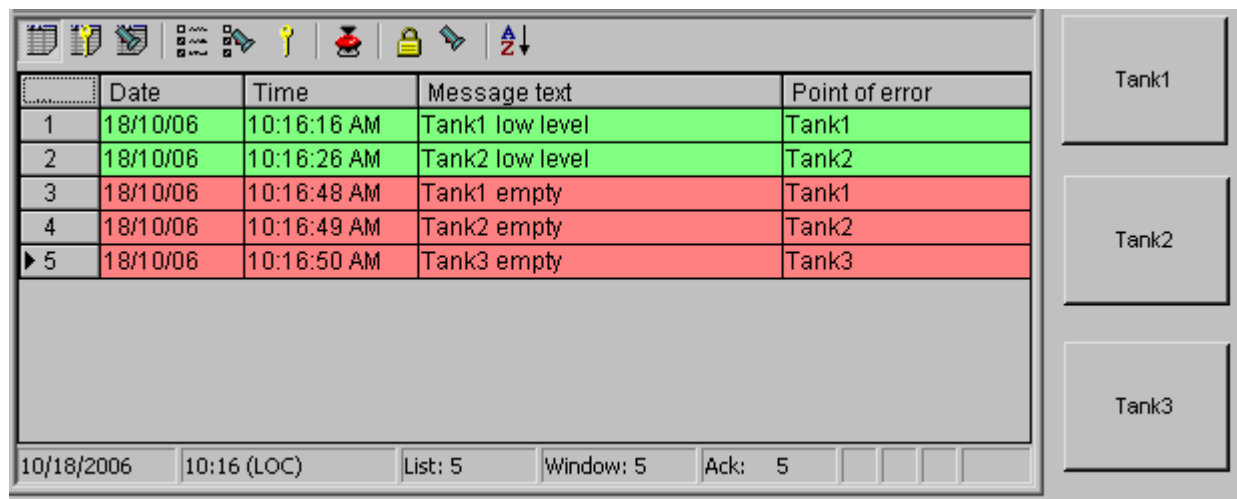 Date Time Message text Point of error
1 18/10/06 10:16:16 AM Tank1 low level Tank1
2 18/10/06 10:16:26 AM Tank2 low level Tank2
3 18/10/06 10:16:48 AM Tank1 empty Tank1
4 18/10/06 10:16:49 AM Tank2 empty Tank2
5 18/10/06 10:16:50 AM Tank3 empty Tank3
10/18/2006 10:16 (LOC) List: 5 Window: 5 Ack: 5
Tank1
Tank2
Tank3